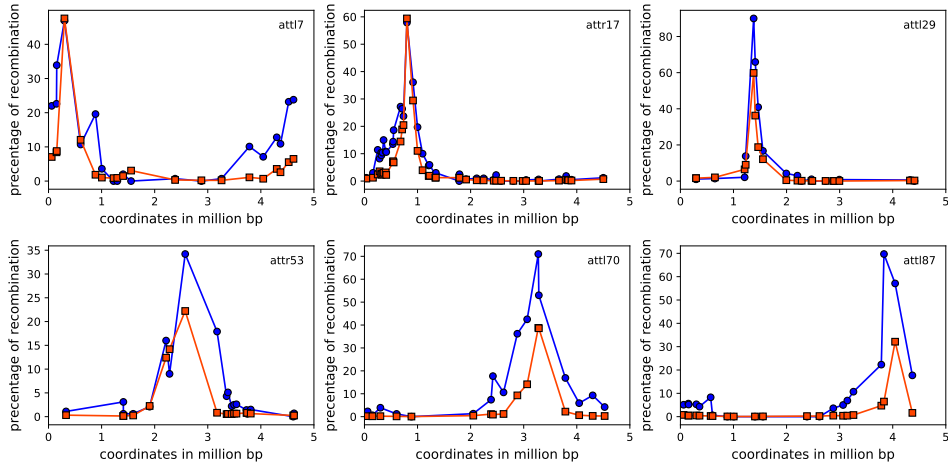 attl7
40
30
20
10
0
precentage of recombination
0 1 2 3 4 5
coordinates in million bp
attr17
60
50
40
30
20
10
0
precentage of recombination
0 1 2 3 4 5
coordinates in million bp
attl29
80
60
40
20
0
precentage of recombination
0 1 2 3 4 5
coordinates in million bp
attr53
35
30
25
20
15
10
5
0
precentage of recombination
0 1 2 3 4 5
coordinates in million bp
attl70
70
60
50
40
30
20
10
0
precentage of recombination
0 1 2 3 4 5
coordinates in million bp
attl87
70
60
50
40
30
20
10
0
precentage of recombination
0 1 2 3 4 5
coordinates in million bp